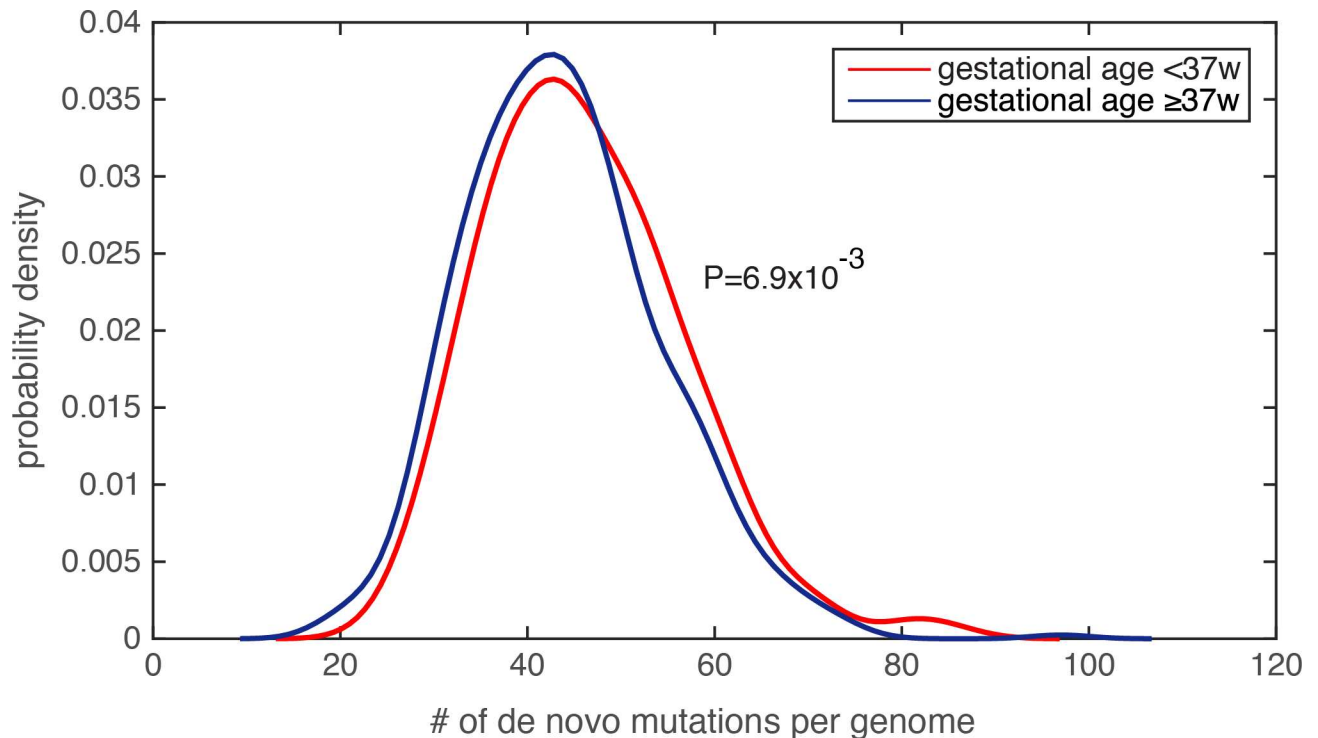 0.04
0.035
0.03
0.025
0.02
0.015
0.01
0.005
0
probability density
gestational age <37w
gestational age ≥37w
P=6.9x10^-3
0 20 40 60 80 100 120
# of de novo mutations per genome